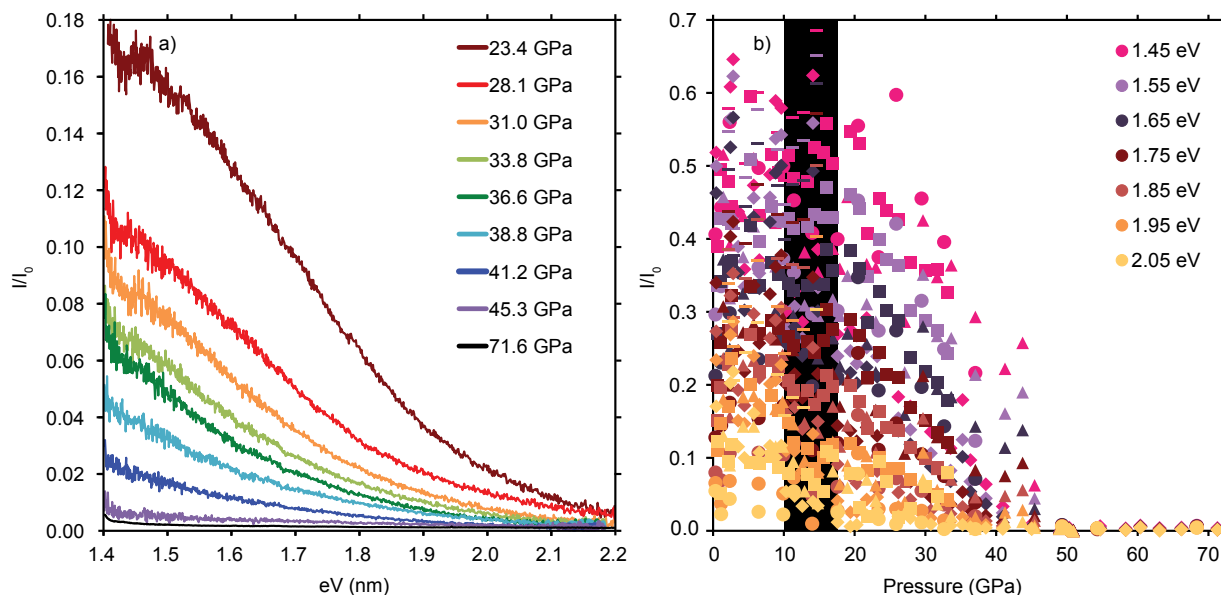 a)
I/I0
0.18
0.16
0.14
0.12
0.10
0.08
0.06
0.04
0.02
0.00
23.4 GPa
28.1 GPa
31.0 GPa
33.8 GPa
36.6 GPa
38.8 GPa
41.2 GPa
45.3 GPa
71.6 GPa
1.4 1.5 1.6 1.7 1.8 1.9 2.0 2.1 2.2
eV (nm)
b)
I/I0
0.7
0.6
0.5
0.4
0.3
0.2
0.1
0.0
1.45 eV
1.55 eV
1.65 eV
1.75 eV
1.85 eV
1.95 eV
2.05 eV
0 10 20 30 40 50 60 70
Pressure (GPa)